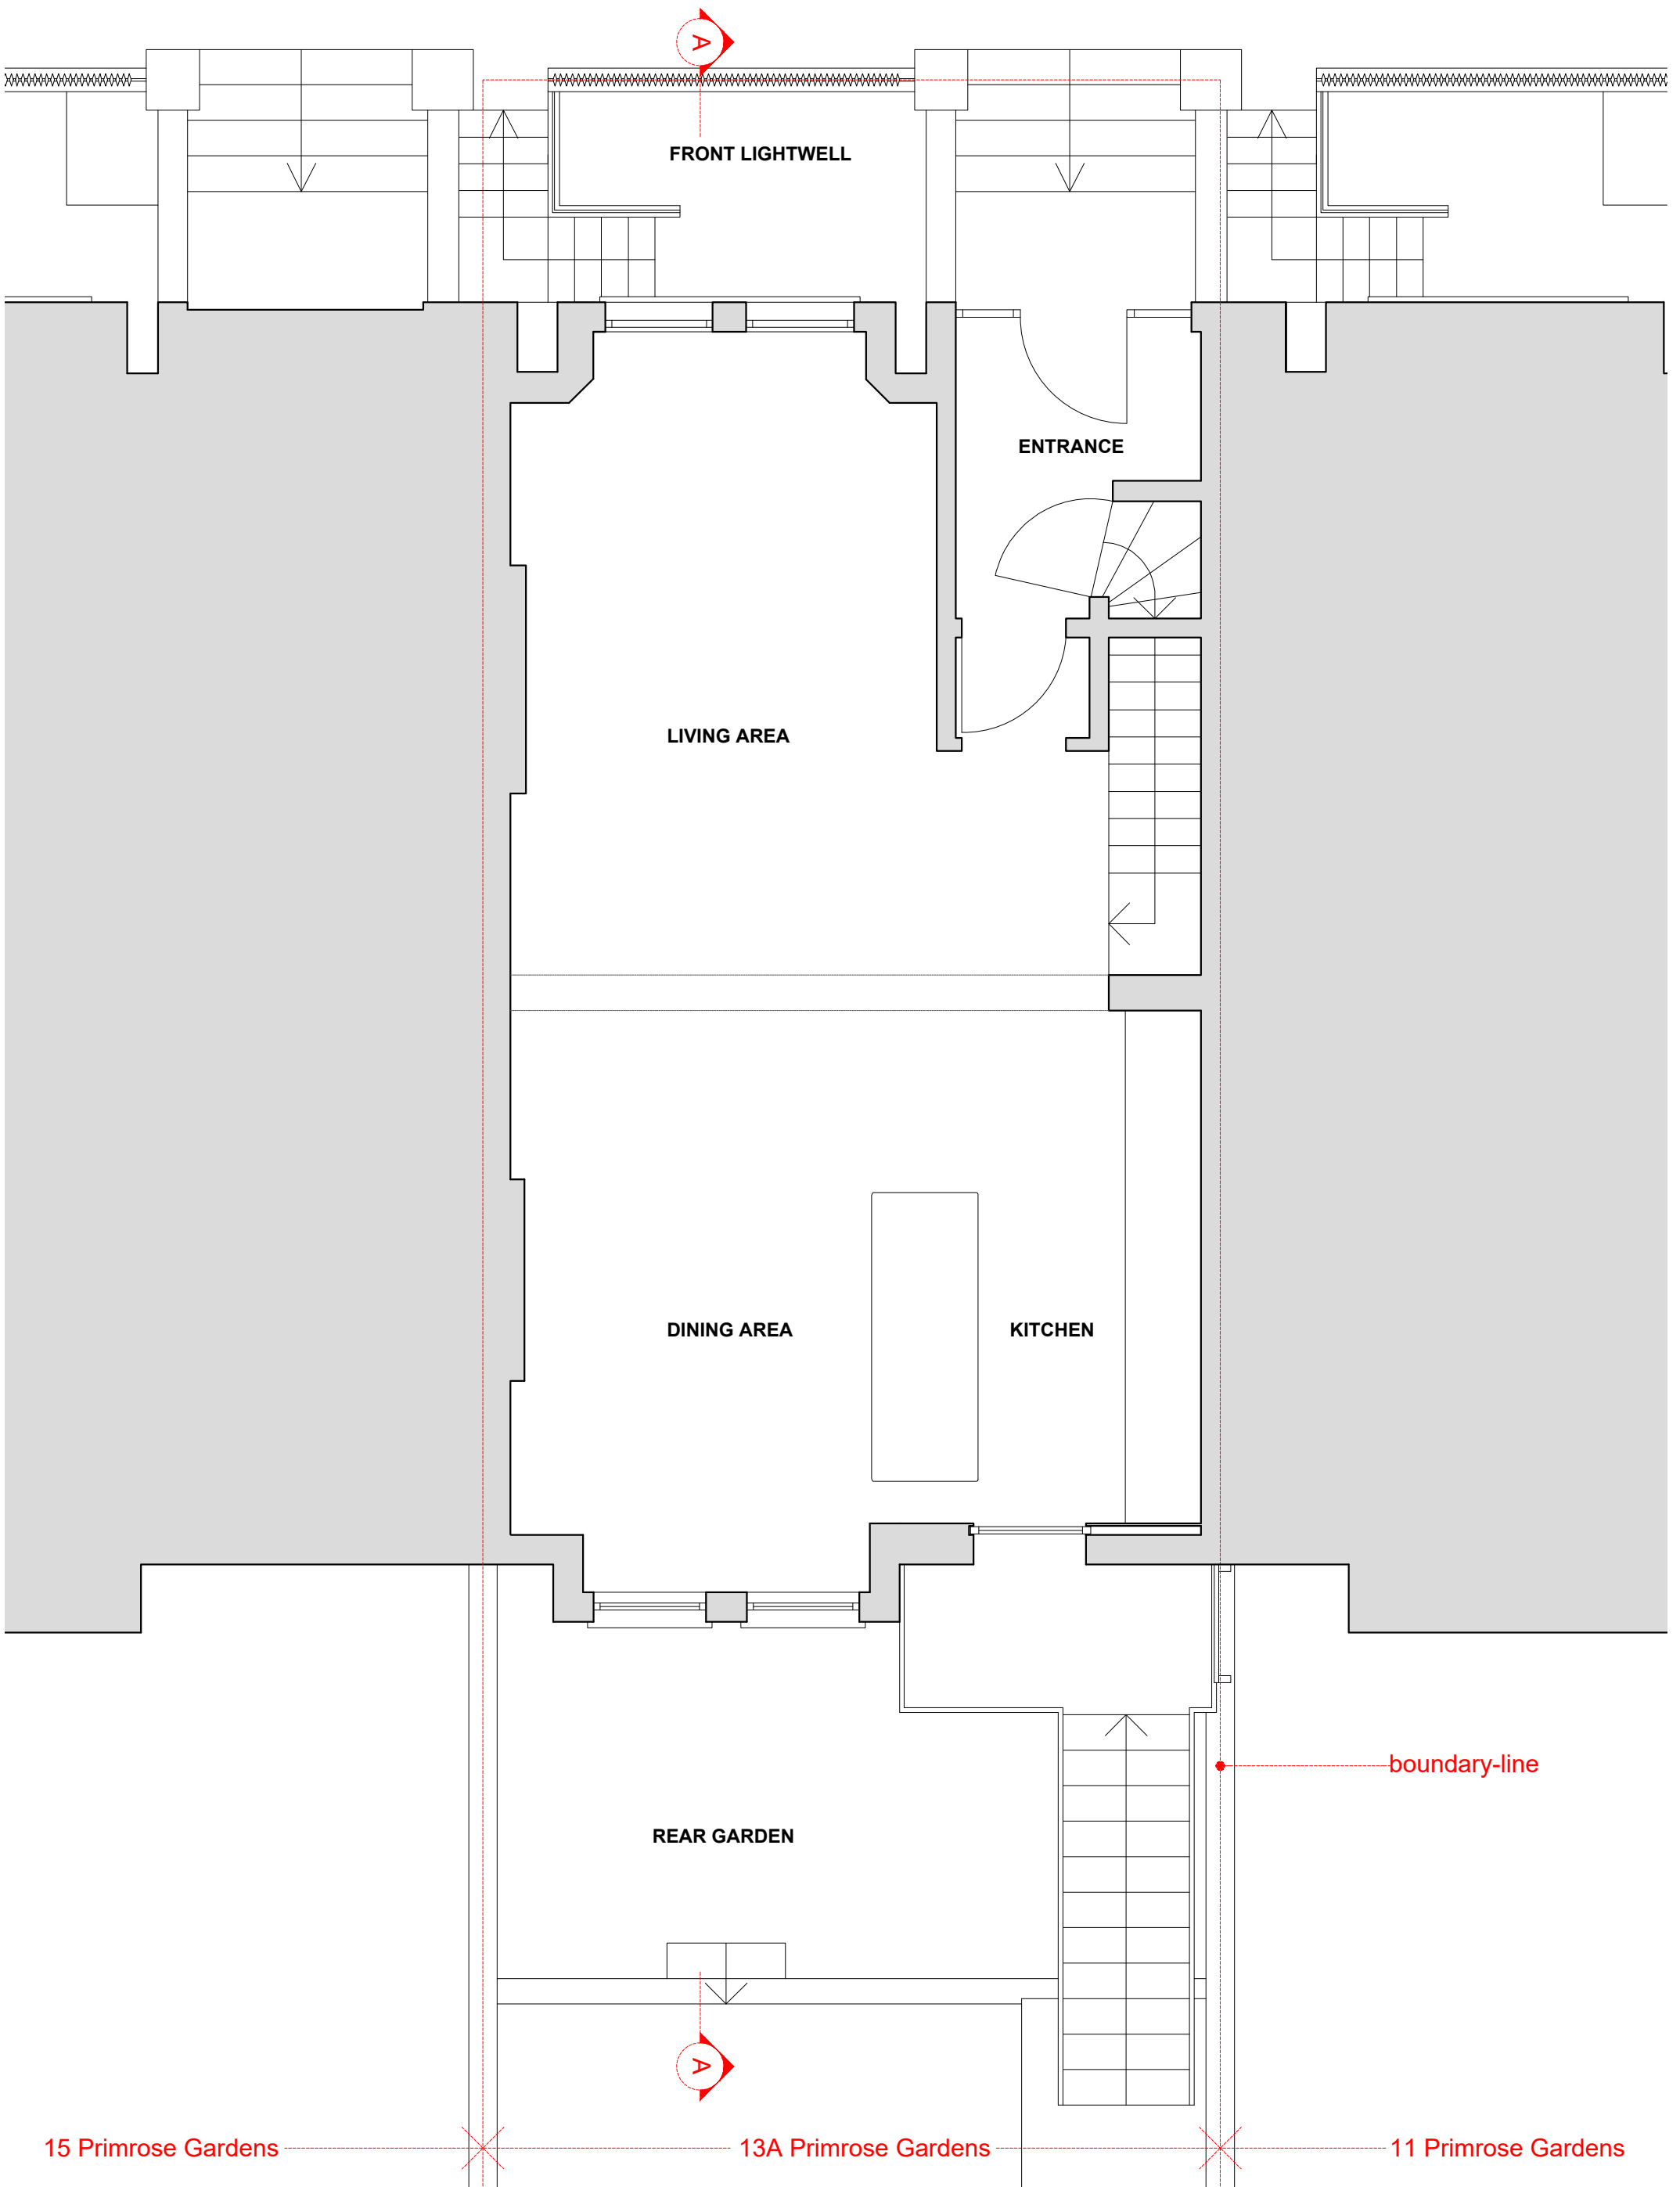 A
FRONT LIGHTWELL
ENTRANCE
LIVING AREA
DINING AREA
KITCHEN
boundary-line
REAR GARDEN
A
15 Primrose Gardens
13A Primrose Gardens
11 Primrose Gardens